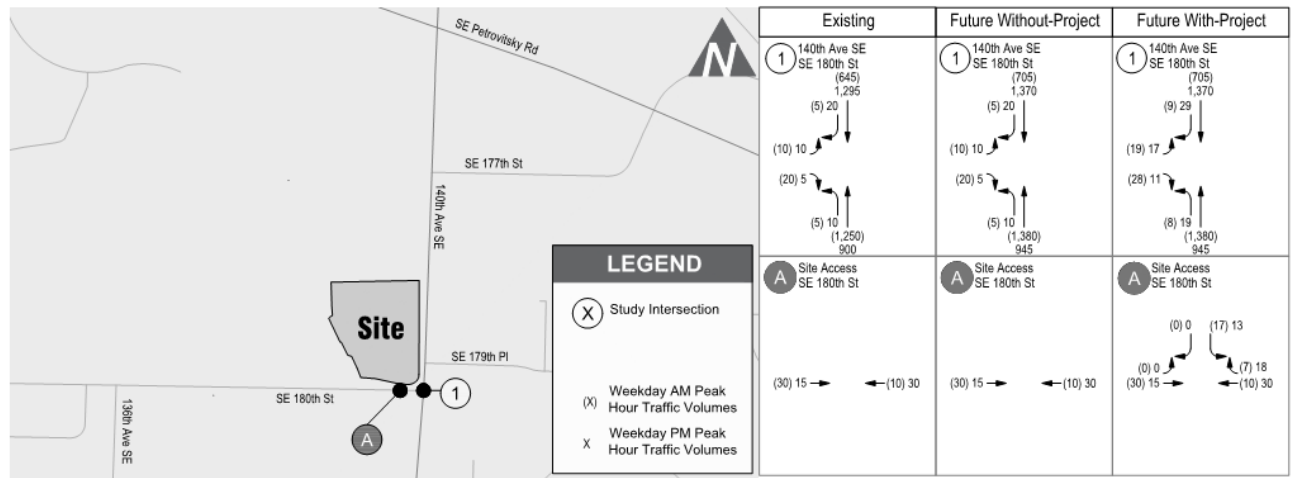 SE Petrovitsky Rd
N
SE 177th St
140th Ave SE
Site
SE 179th Pl
SE 180th St
136th Ave SE
1
A
LEGEND
X Study Intersection
(X) Weekday AM Peak
Hour Traffic Volumes
X Weekday PM Peak
Hour Traffic Volumes
Existing
1 140th Ave SE
SE 180th St
(645)
1,295
(5) 20
(10) 10
(20) 5
(5) 10
(1,250)
900
A Site Access
SE 180th St
(30) 15
(10) 30
Future Without-Project
1 140th Ave SE
SE 180th St
(705)
1,370
(5) 20
(10) 10
(20) 5
(5) 10
(1,380)
945
A Site Access
SE 180th St
(30) 15
(10) 30
Future With-Project
1 140th Ave SE
SE 180th St
(705)
1,370
(9) 29
(19) 17
(28) 11
(8) 19
(1,380)
945
A Site Access
SE 180th St
(0) 0 (17) 13
(0) 0 (7) 18
(30) 15 (10) 30